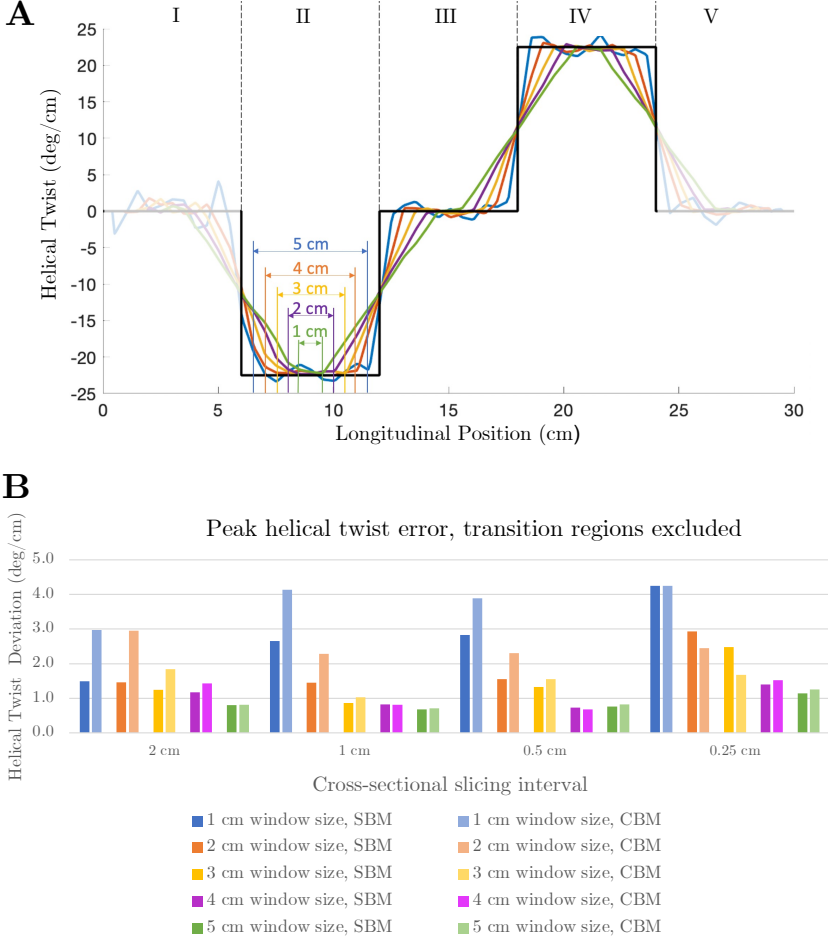 A
I II III IV V
Helical Twist (deg/cm)
25
20
15
10
5
0
-5
-10
-15
-20
-25
5 cm
4 cm
3 cm
2 cm
1 cm
0 5 10 15 20 25 30
Longitudinal Position (cm)
B
Peak helical twist error, transition regions excluded
Helical Twist Deviation (deg/cm)
5.0
4.0
3.0
2.0
1.0
0.0
2 cm 1 cm 0.5 cm 0.25 cm
Cross-sectional slicing interval
1 cm window size, SBM 1 cm window size, CBM
2 cm window size, SBM 2 cm window size, CBM
3 cm window size, SBM 3 cm window size, CBM
4 cm window size, SBM 4 cm window size, CBM
5 cm window size, SBM 5 cm window size, CBM